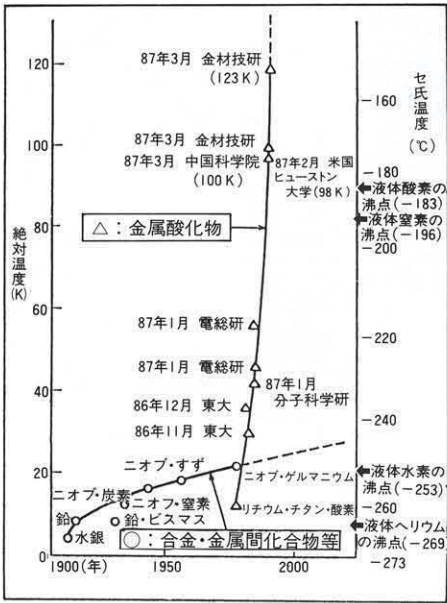 120
100
80
60
40
20
0
絶対温度(K)
1900(年)
1950
2000
セ氏温度
(℃)
-160
-180
-200
-220
-240
-260
-273
87年3月 金材技研
(123K)
87年3月 金材技研
87年3月 中国科学院
(100K)
87年2月 米国
ヒューストン
大学(98K)
△:金属酸化物
87年1月 電総研
87年1月 電総研
87年1月
分子科学研
86年12月 東大
86年11月 東大
ニオブ・すず
ニオブ・ゲルマニウム
ニオブ・炭素
ニオフ・窒素
リチウム・チタン・酸素
鉛
鉛・ビスマス
水銀
○:合金・金属間化合物等
液体酸素の
沸点(-183)
液体窒素の
沸点(-196)
液体水素の
沸点(-253)
液体ヘリウム
の沸点(-269)